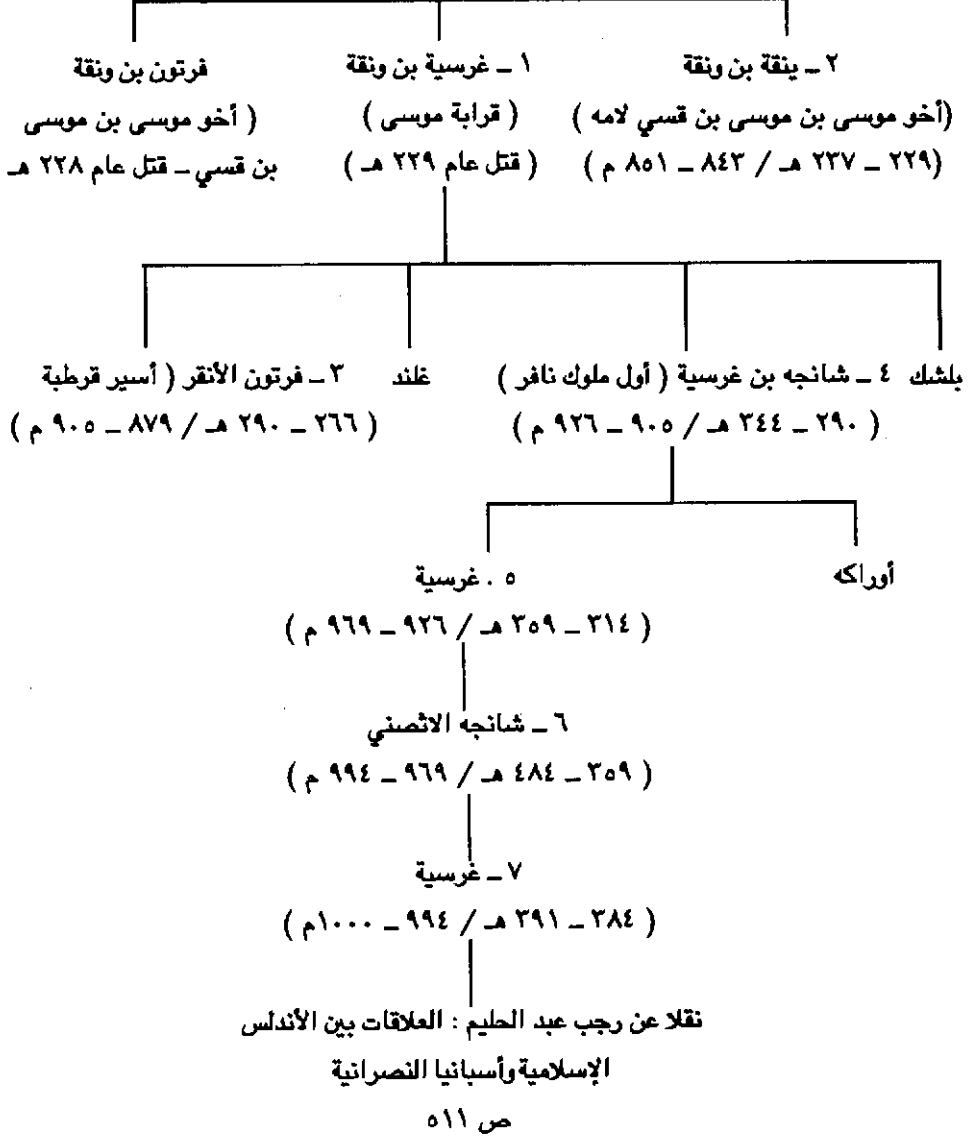 ٢ ـ ينقة بن ونقة
(أخو موسى بن موسى بن قسي لامه )
(٢٢٩ ـ ٢٣٧ هـ / ٨٤٣ ـ ٨٥١ م )
١ ـ غرسية بن ونقة
( قرابة موسى )
( قتل عام ٢٢٩ هـ )
فرتون بن ونقة
( أخو موسى بن موسى
بن قسي ـ قتل عام ٢٢٨ هـ
بلشك
٤ ـ شانجه بن غرسية ( أول ملوك نافر )
( ٢٩٠ ـ ٣٤٤ هـ / ٩٠٥ ـ ٩٢٦ م )
غلند
٣ ـ فرتون الأنقر ( أسير قرطبة
( ٢٦٦ ـ ٢٩٠ هـ / ٨٧٩ ـ ٩٠٥ م )
أوراكه
٥ . غرسية
( ٣١٤ ـ ٣٥٩ هـ / ٩٢٦ ـ ٩٦٩ م )
٦ ـ شانجه الاثصني
( ٣٥٩ ـ ٤٨٤ هـ / ٩٦٩ ـ ٩٩٤ م )
٧ ـ غرسية
( ٣٨٤ ـ ٣٩١ هـ / ٩٩٤ ـ ١٠٠٠م )
نقلا عن رجب عبد الحليم : العلاقات بين الأندلس
الإسلامية وأسبانيا النصرانية
ص ٥١١